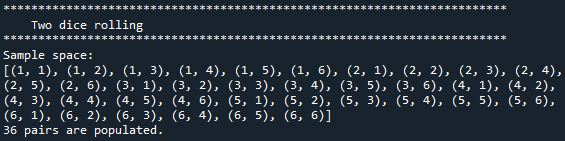 ************************************************************************
Two dice rolling
************************************************************************
Sample space:
[(1, 1), (1, 2), (1, 3), (1, 4), (1, 5), (1, 6), (2, 1), (2, 2), (2, 3), (2, 4),
(2, 5), (2, 6), (3, 1), (3, 2), (3, 3), (3, 4), (3, 5), (3, 6), (4, 1), (4, 2),
(4, 3), (4, 4), (4, 5), (4, 6), (5, 1), (5, 2), (5, 3), (5, 4), (5, 5), (5, 6),
(6, 1), (6, 2), (6, 3), (6, 4), (6, 5), (6, 6)]
36 pairs are populated.